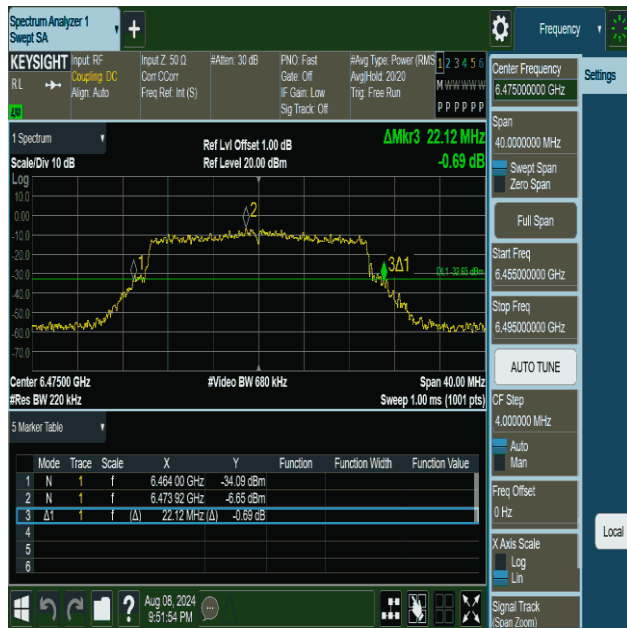 Spectrum Analyzer 1
Swept SA
+
Frequency
KEYSIGHT
RL
Input: RF
Coupling: DC
Align: Auto
Input Z: 50 Ω
Corr CCorr
Freq Ref: Int (S)
#Atten: 30 dB
PNO: Fast
Gate: Off
IF Gain: Low
Sig Track: Off
#Avg Type: Power (RMS
Avg|Hold: 20/20
Trig: Free Run
1 2 3 4 5 6
M W W W W W
P P P P P P
1 Spectrum
Scale/Div 10 dB
Ref Lvl Offset 1.00 dB
Ref Level 20.00 dBm
ΔMkr3 22.12 MHz
-0.69 dB
Log
10.0
0.00
-10.0
-20.0
-30.0
-40.0
-50.0
-60.0
-70.0
1
2
3Δ1
DL1 -32.65 dBm
Center 6.47500 GHz
#Res BW 220 kHz
#Video BW 680 kHz
Span 40.00 MHz
Sweep 1.00 ms (1001 pts)
5 Marker Table
Mode Trace Scale X Y Function Function Width Function Value
1 N 1 f 6.464 00 GHz -34.09 dBm
2 N 1 f 6.473 92 GHz -6.65 dBm
3 Δ1 1 f (Δ) 22.12 MHz (Δ) -0.69 dB
4
5
6
Aug 08, 2024
9:51:54 PM
Settings
Center Frequency
6.475000000 GHz
Span
40.0000000 MHz
Swept Span
Zero Span
Full Span
Start Freq
6.455000000 GHz
Stop Freq
6.495000000 GHz
AUTO TUNE
CF Step
4.000000 MHz
Auto
Man
Freq Offset
0 Hz
X Axis Scale
Log
Lin
Signal Track
(Span Zoom)
Local